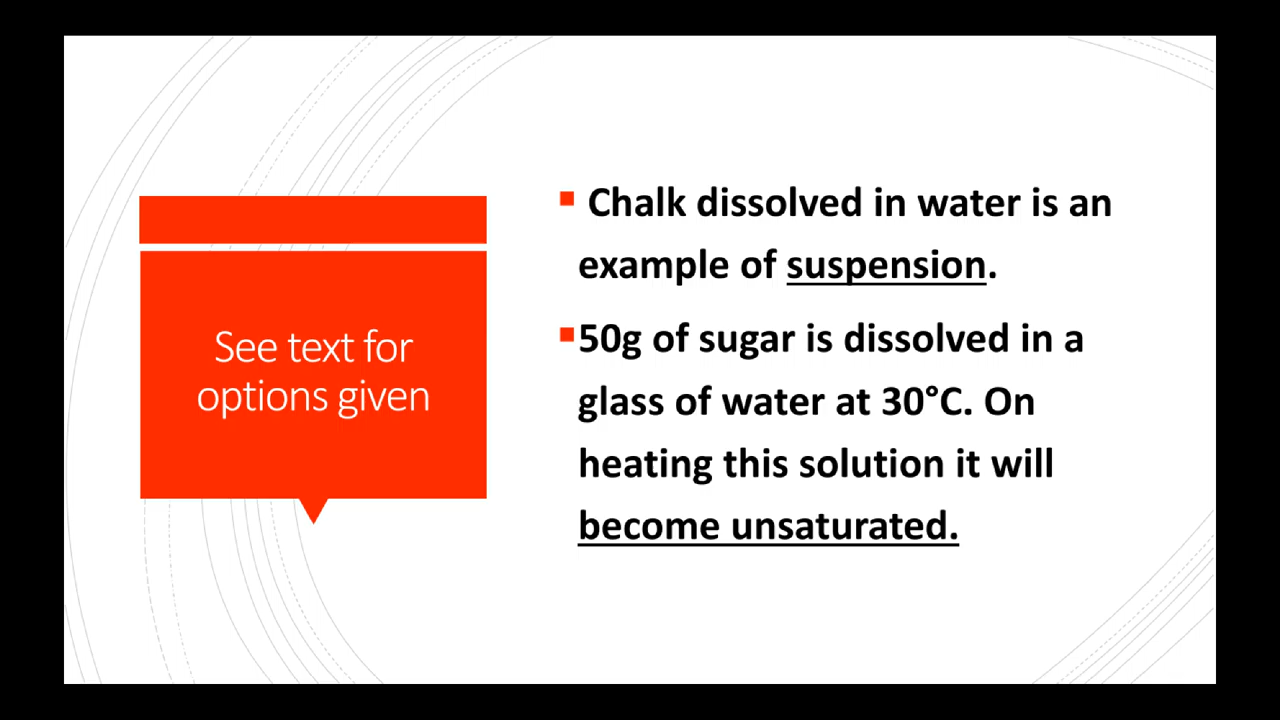 See text for
options given
Chalk dissolved in water is an
example of suspension.
50g of sugar is dissolved in a
glass of water at 30°C. On
heating this solution it will
become unsaturated.